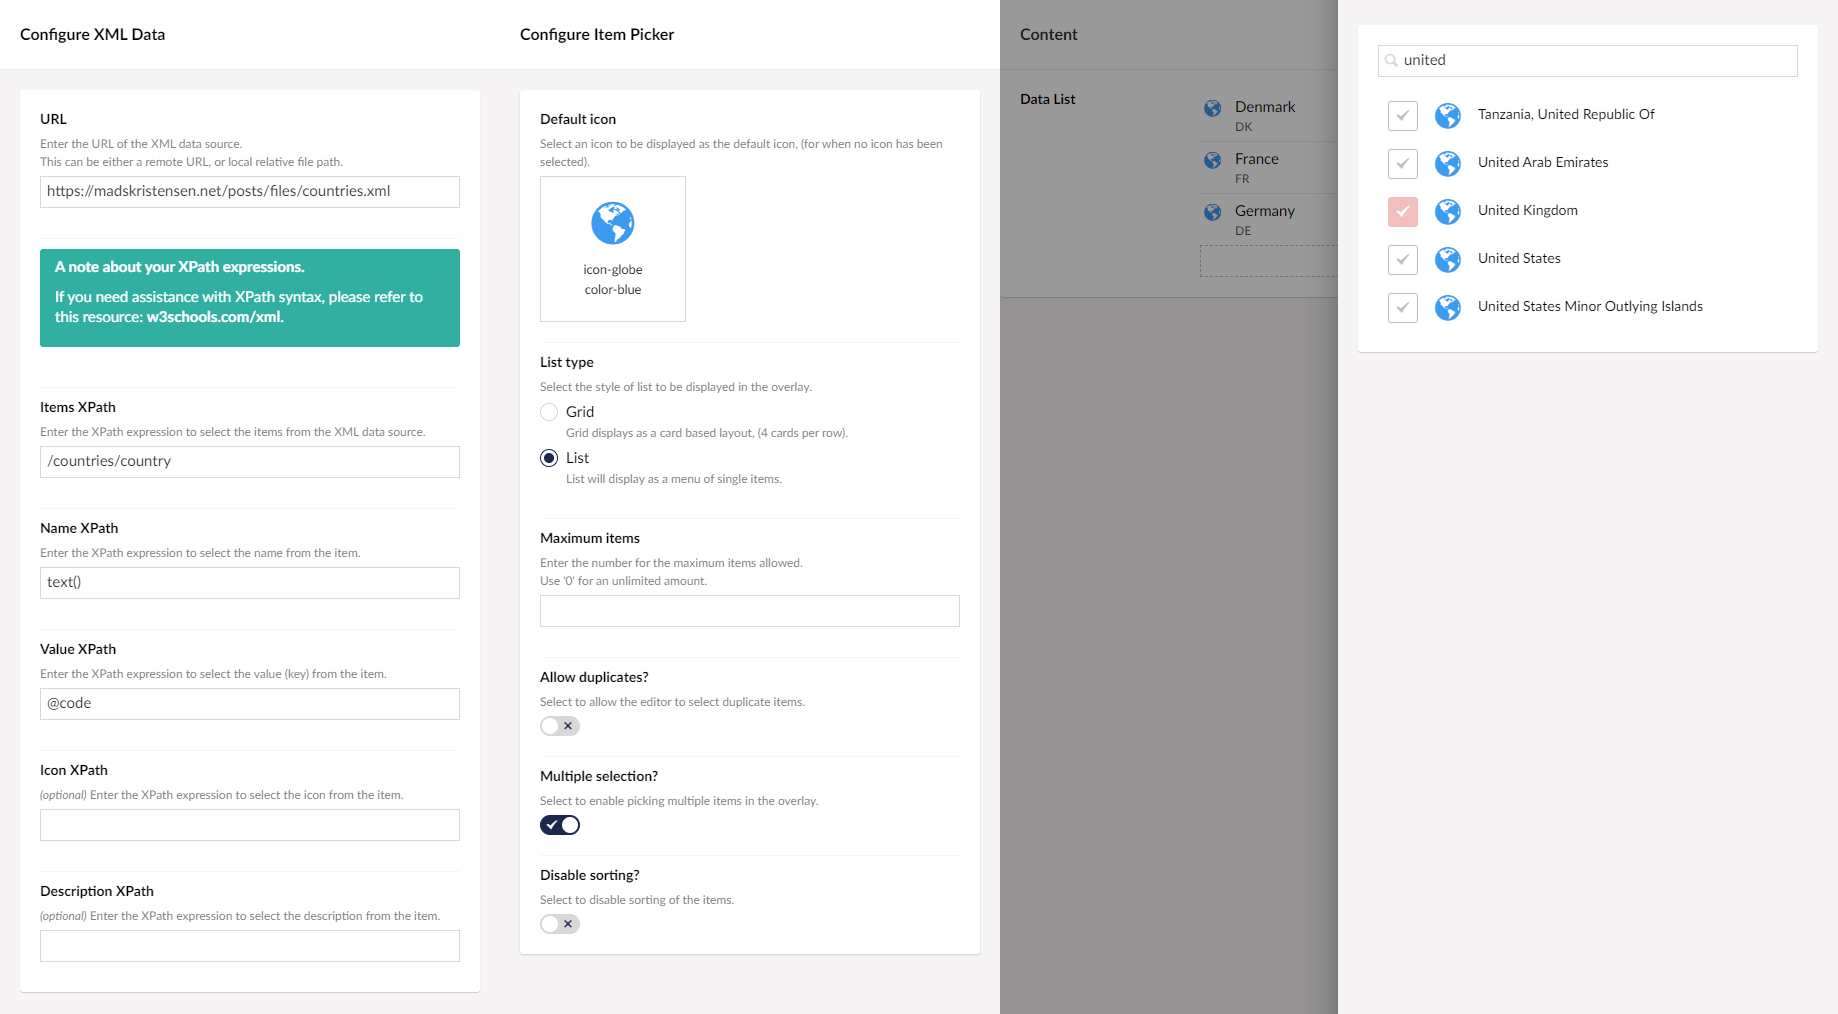 Configure XML Data
URL
Enter the URL of the XML data source.
This can be either a remote URL, or local relative file path.
https://madskristensen.net/posts/files/countries.xml
A note about your XPath expressions.
If you need assistance with XPath syntax, please refer to
this resource: w3schools.com/xml.
Items XPath
Enter the XPath expression to select the items from the XML data source.
/countries/country
Name XPath
Enter the XPath expression to select the name from the item.
text()
Value XPath
Enter the XPath expression to select the value (key) from the item.
@code
Icon XPath
(optional) Enter the XPath expression to select the icon from the item.
Description XPath
(optional) Enter the XPath expression to select the description from the item.
Configure Item Picker
Default icon
Select an icon to be displayed as the default icon, (for when no icon has been
selected).
icon-globe
color-blue
List type
Select the style of list to be displayed in the overlay.
Grid
Grid displays as a card based layout, (4 cards per row).
List
List will display as a menu of single items.
Maximum items
Enter the number for the maximum items allowed.
Use '0' for an unlimited amount.
Allow duplicates?
Select to allow the editor to select duplicate items.
Multiple selection?
Select to enable picking multiple items in the overlay.
Disable sorting?
Select to disable sorting of the items.
Content
Data List
Denmark
DK
France
FR
Germany
DE
united
Tanzania, United Republic Of
United Arab Emirates
United Kingdom
United States
United States Minor Outlying Islands